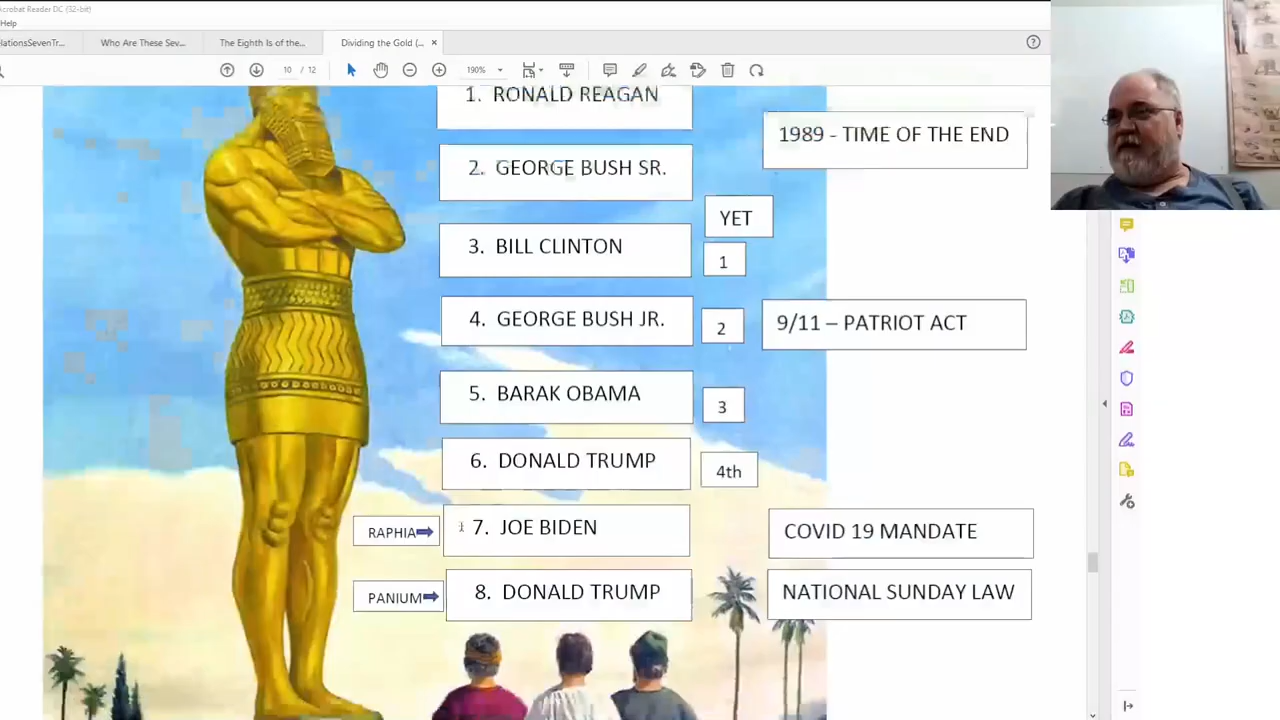 Acrobat Reader DC (32-bit)
Help
lationsSevenTr...
Who Are These Sev...
The Eighth Is of the...
Dividing the Gold (...
10 / 12
190%
1. RONALD REAGAN
1989 - TIME OF THE END
2. GEORGE BUSH SR.
YET
3. BILL CLINTON
1
4. GEORGE BUSH JR.
2
9/11 – PATRIOT ACT
5. BARAK OBAMA
3
6. DONALD TRUMP
4th
RAPHIA
7. JOE BIDEN
COVID 19 MANDATE
PANIUM
8. DONALD TRUMP
NATIONAL SUNDAY LAW